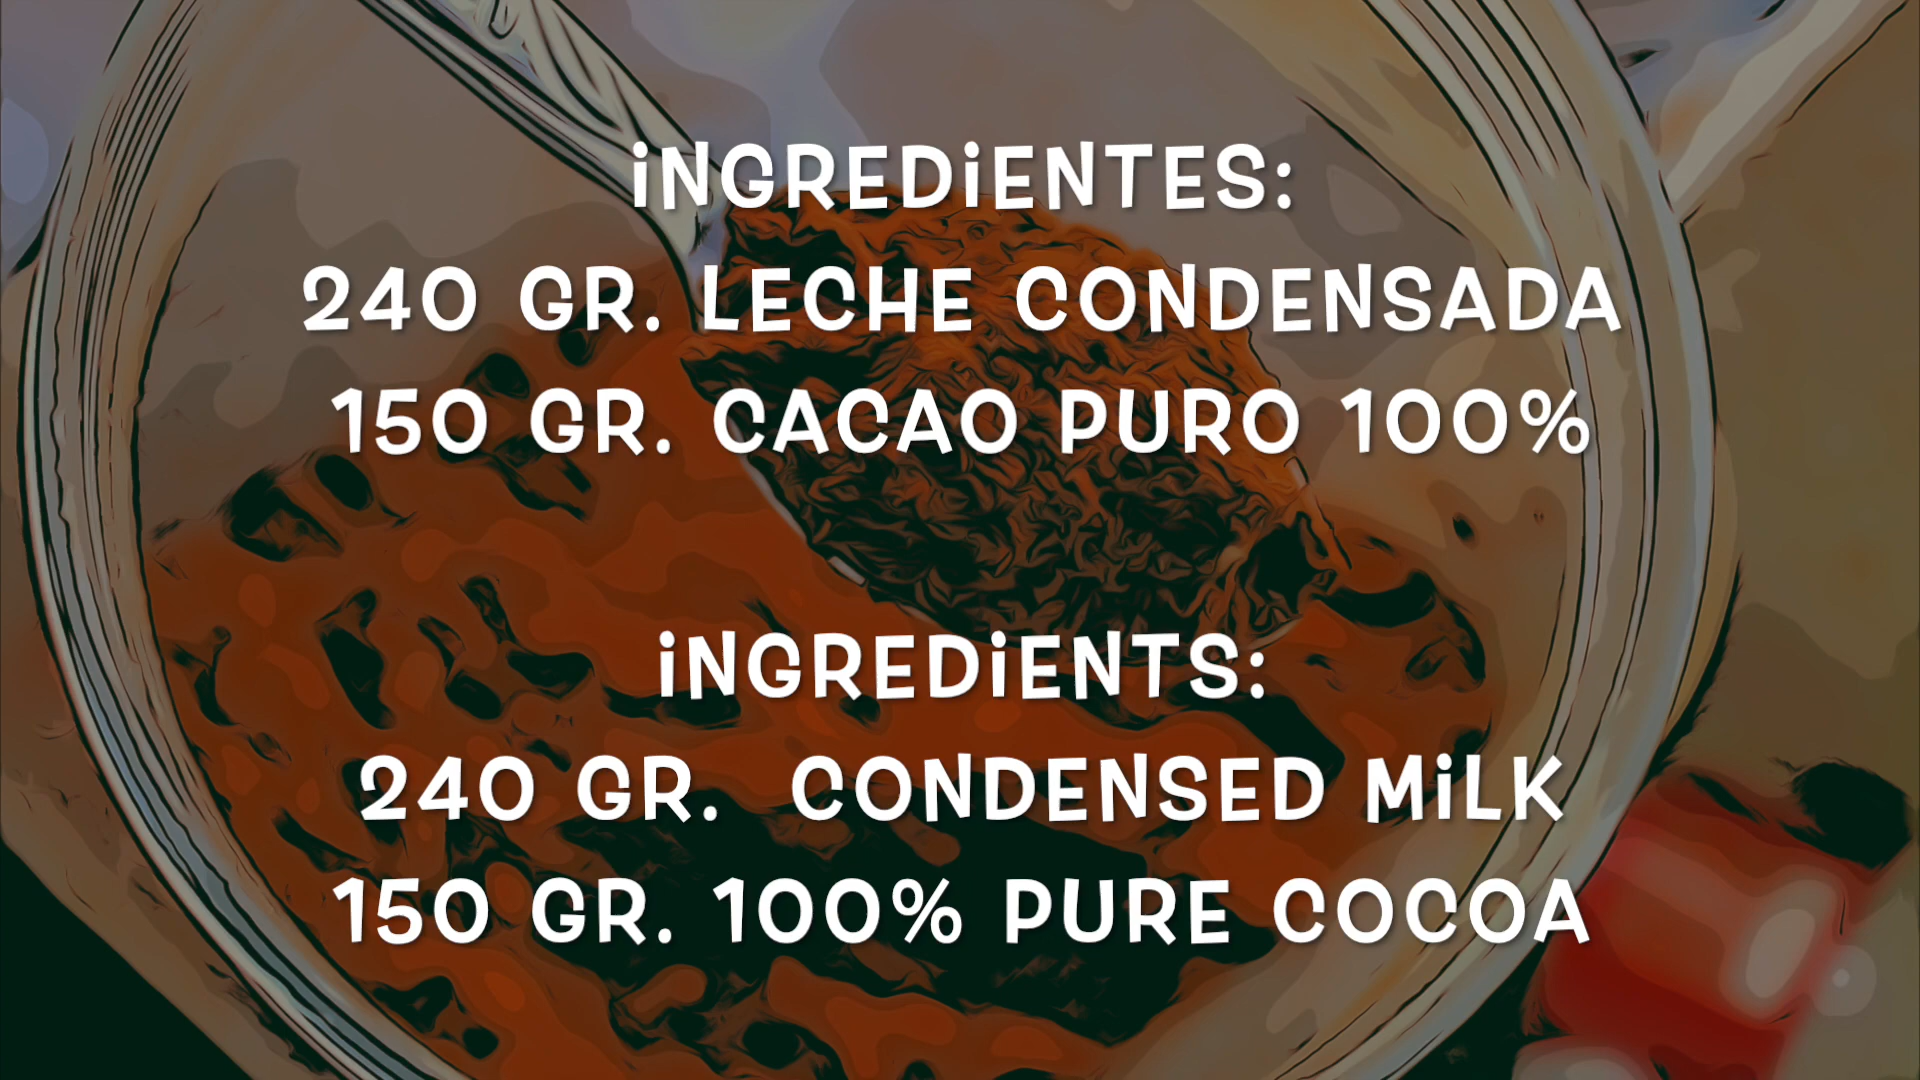 iNGREDiENTES:
240 GR. LECHE CONDENSADA
150 GR. CACAO PURO 100%
iNGREDiENTS:
240 GR. CONDENSED MiLK
150 GR. 100% PURE COCOA